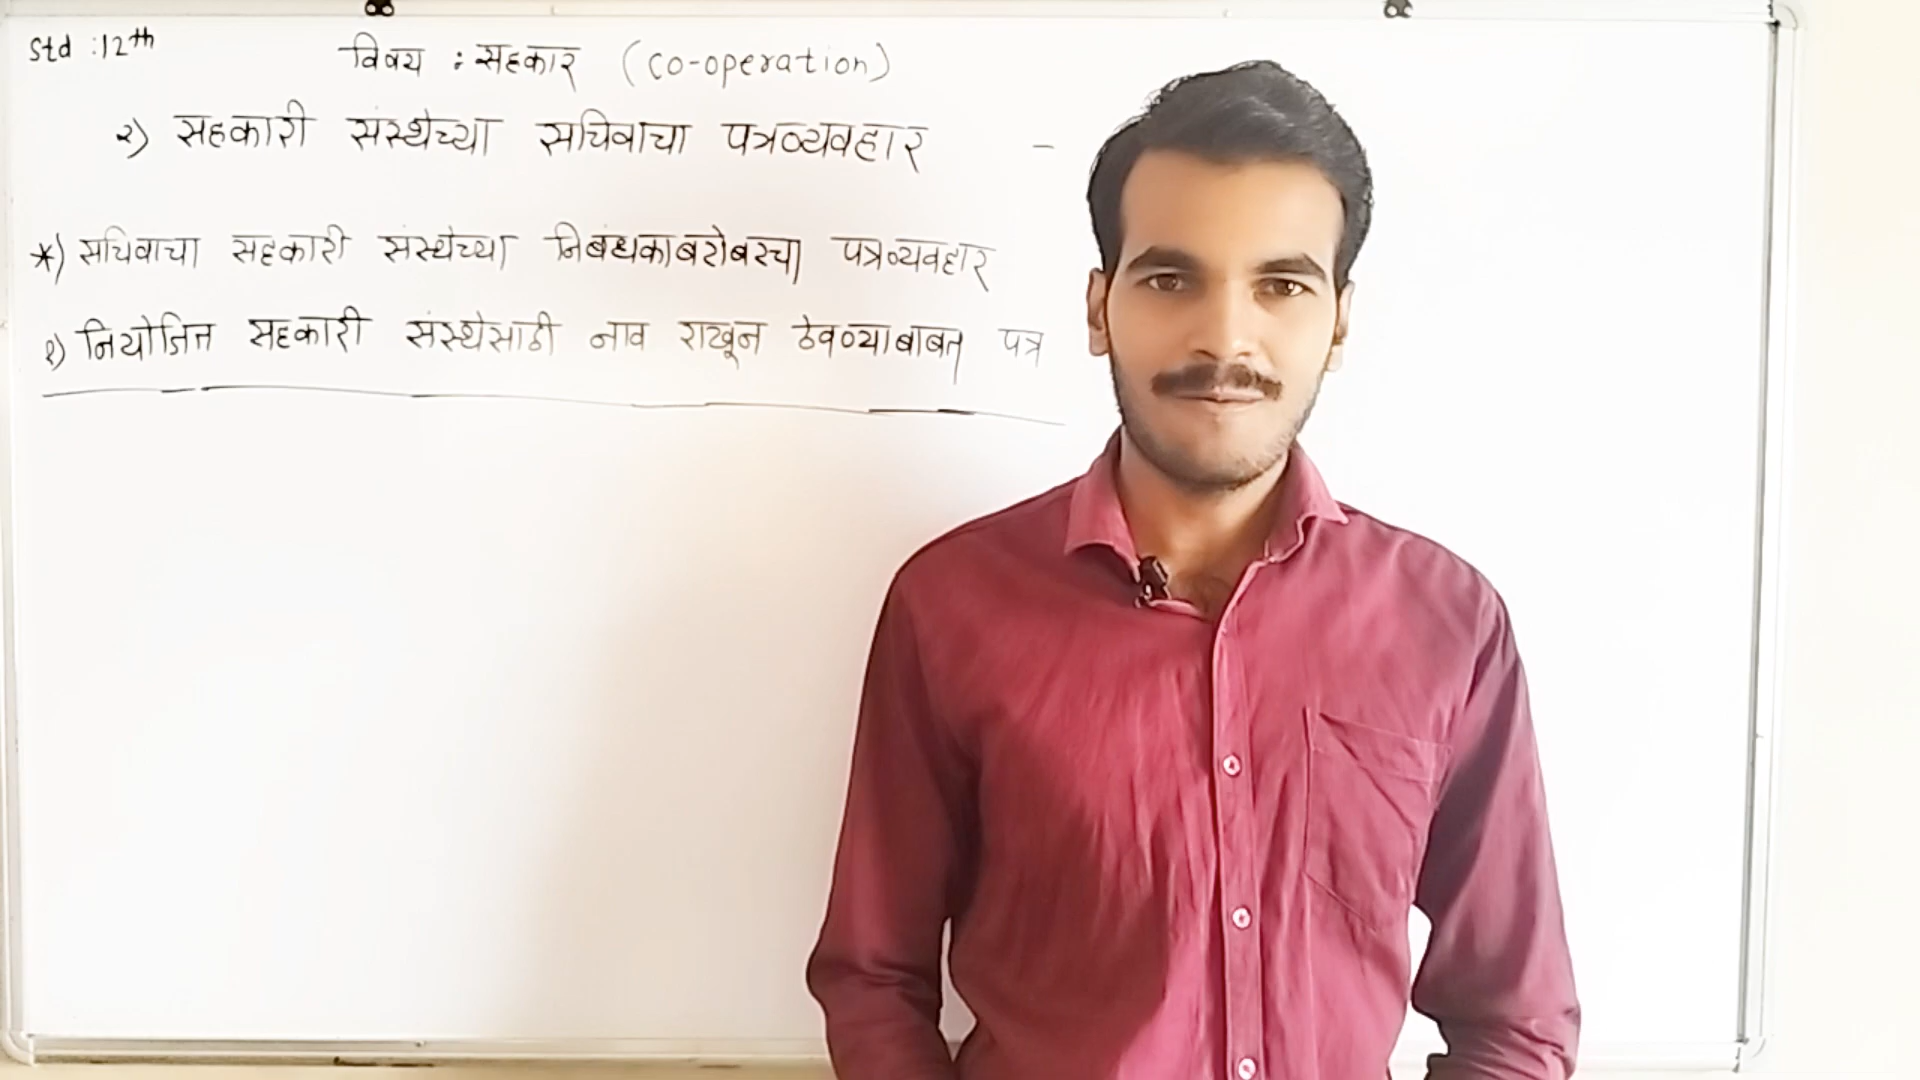 Std : 12th
विषय : सहकार (co-operation)
२) सहकारी संस्थेच्या सचिवाचा पत्रव्यवहार -
*) सचिवाचा सहकारी संस्थेच्या निबंधकाबरोबरचा पत्रव्यवहार
१) नियोजित सहकारी संस्थेसाठी नाव राखून ठेवण्याबाबत पत्र